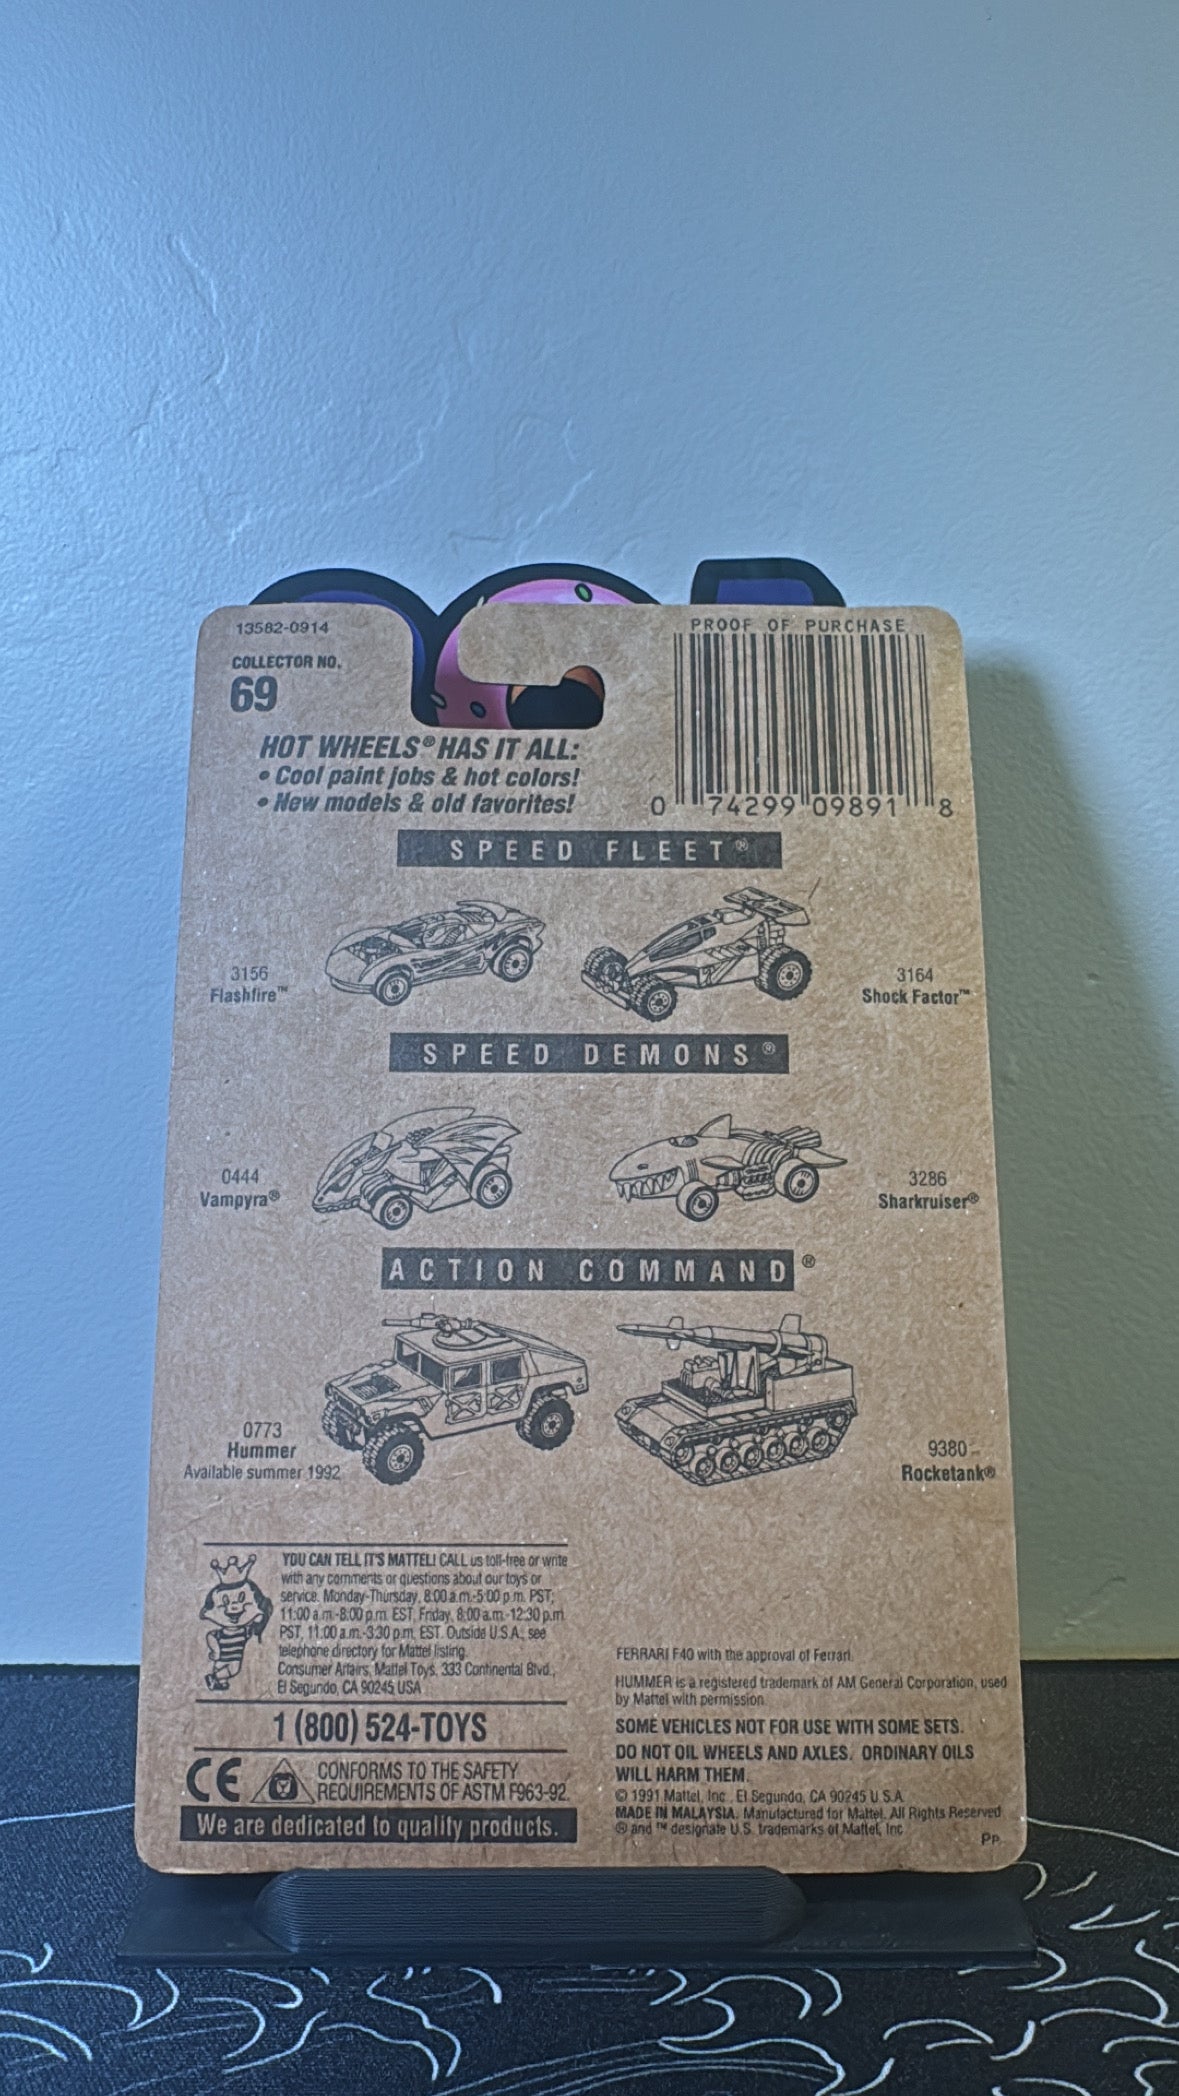 13582-0914
COLLECTOR NO.
69
PROOF OF PURCHASE
0 74299 09891 8
HOT WHEELS® HAS IT ALL:
• Cool paint jobs & hot colors!
• New models & old favorites!
SPEED FLEET®
3156
Flashfire™
3164
Shock Factor™
SPEED DEMONS®
0444
Vampyra®
3286
Sharkruiser®
ACTION COMMAND®
0773
Hummer
Available summer 1992
9380
Rocketank®
YOU CAN TELL IT'S MATTEL! CALL us toll-free or write
with any comments or questions about our toys or
service. Monday-Thursday, 8:00 a.m.-5:00 p.m. PST;
11:00 a.m.-8:00 p.m. EST, Friday, 8:00 a.m.-12:30 p.m.
PST, 11:00 a.m.-3:30 p.m. EST. Outside U.S.A., see
telephone directory for Mattel listing.
Consumer Affairs, Mattel Toys, 333 Continental Blvd.,
El Segundo, CA 90245 USA
1 (800) 524-TOYS
CE
CONFORMS TO THE SAFETY
REQUIREMENTS OF ASTM F963-92.
We are dedicated to quality products.
FERRARI F40 with the approval of Ferrari.
HUMMER is a registered trademark of AM General Corporation, used
by Mattel with permission.
SOME VEHICLES NOT FOR USE WITH SOME SETS.
DO NOT OIL WHEELS AND AXLES. ORDINARY OILS
WILL HARM THEM.
© 1991 Mattel, Inc., El Segundo, CA 90245 U.S.A.
MADE IN MALAYSIA. Manufactured for Mattel. All Rights Reserved.
® and ™ designate U.S. trademarks of Mattel, Inc.
Pp.